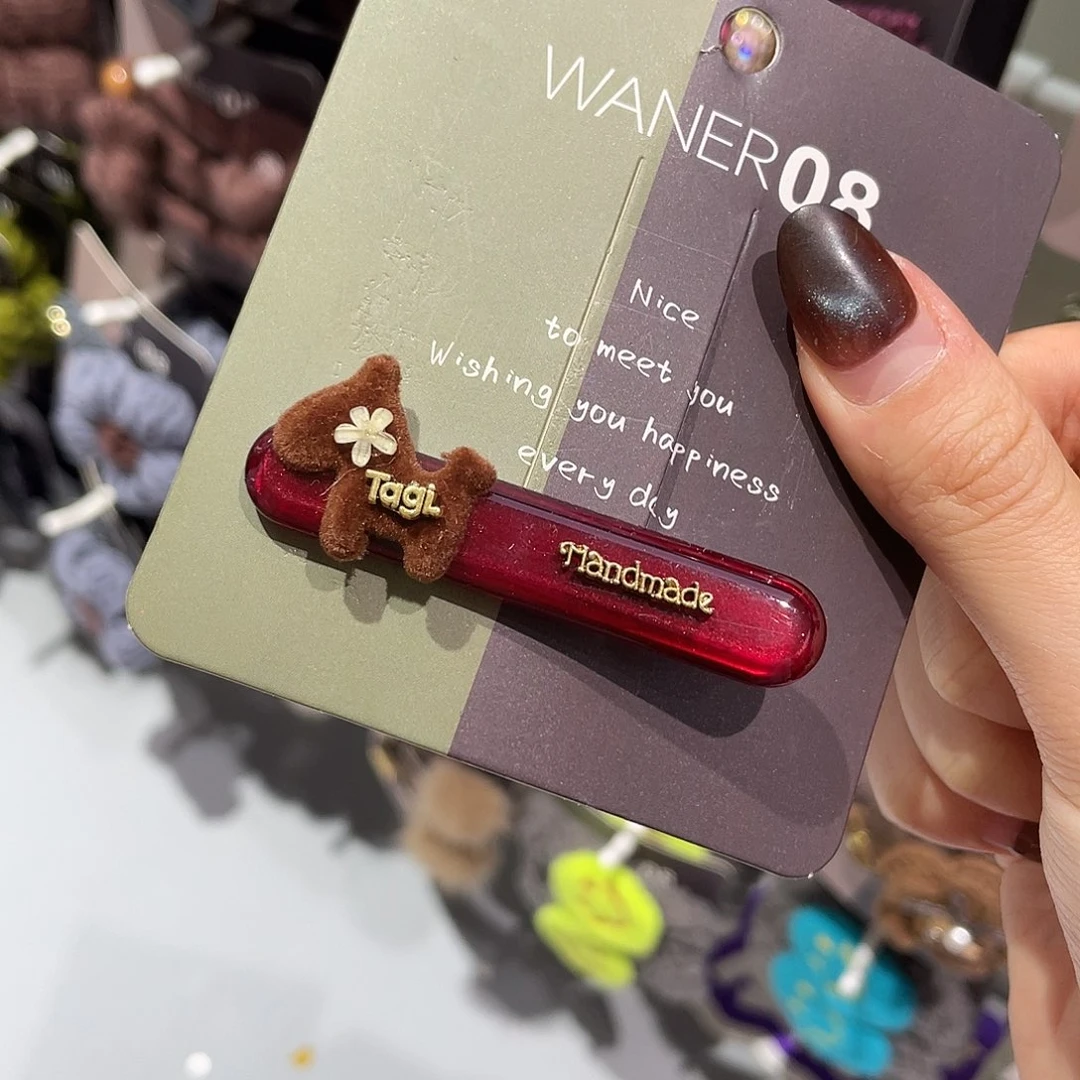 WANER08
Nice
to meet you
Wishing you happiness
every day
Tagi
Handmade